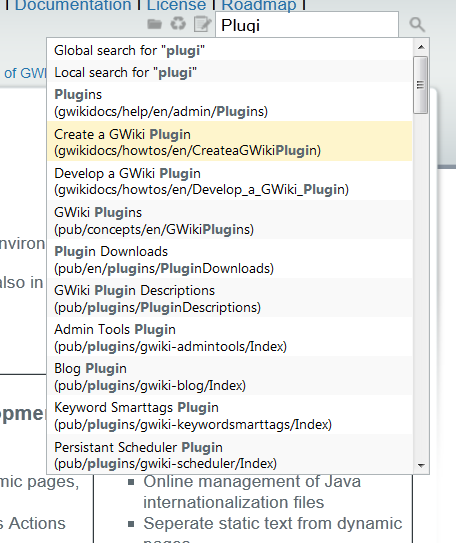 Documentation | License | Roadmap |
Plugi
of GWi
Global search for "plugi"
Local search for "plugi"
Plugins
(gwikidocs/help/en/admin/Plugins)
Create a GWiki Plugin
(gwikidocs/howtos/en/CreateaGWikiPlugin)
Develop a GWiki Plugin
(gwikidocs/howtos/en/Develop_a_GWiki_Plugin)
GWiki Plugins
(pub/concepts/en/GWikiPlugins)
Plugin Downloads
(pub/en/plugins/PluginDownloads)
GWiki Plugin Descriptions
(pub/plugins/PluginDescriptions)
Admin Tools Plugin
(pub/plugins/gwiki-admintools/Index)
Blog Plugin
(pub/plugins/gwiki-blog/Index)
Keyword Smarttags Plugin
(pub/plugins/gwiki-keywordsmarttags/Index)
Persistant Scheduler Plugin
(pub/plugins/gwiki-scheduler/Index)
environ
also in
opmen
mic pages,
s Actions
Online management of Java
internationalization files
Seperate static text from dynamic
pages